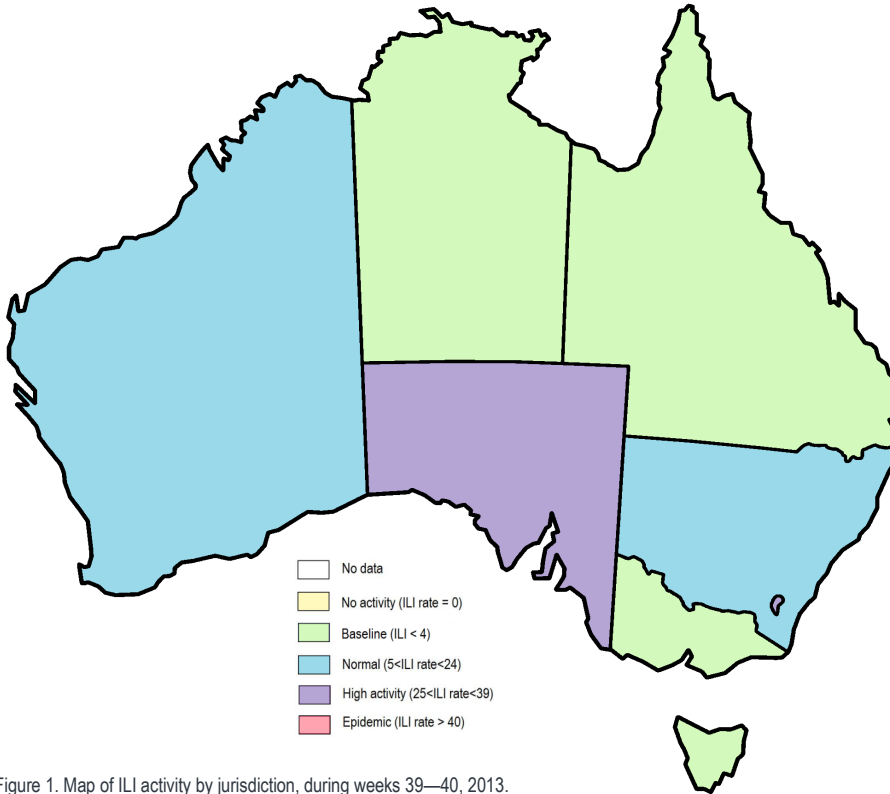 No data
No activity (ILI rate = 0)
Baseline (ILI < 4)
Normal (5<ILI rate<24)
High activity (25<ILI rate<39)
Epidemic (ILI rate > 40)
Figure 1. Map of ILI activity by jurisdiction, during weeks 39—40, 2013.